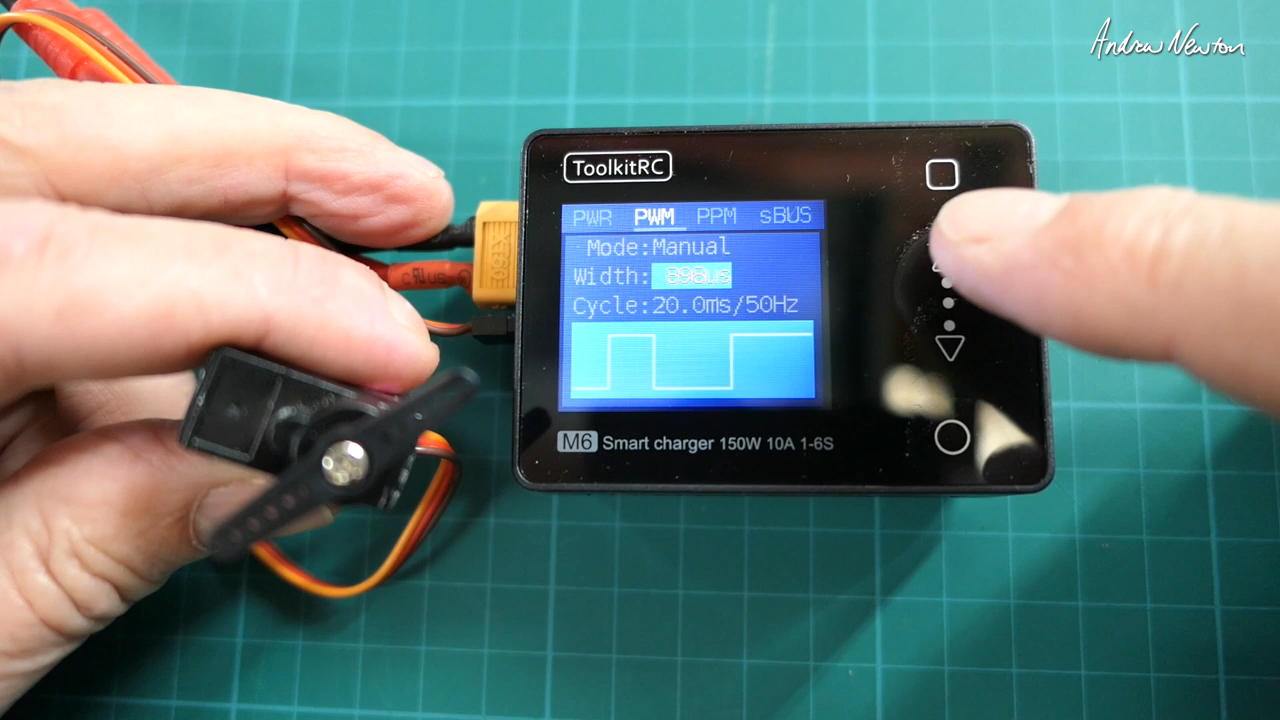 Andrew Newton
ToolkitRC
PWR PWM PPM sBUS
Mode:Manual
Width:
Cycle:20.0ms/50Hz
XT60
M6 Smart charger 150W 10A 1-6S